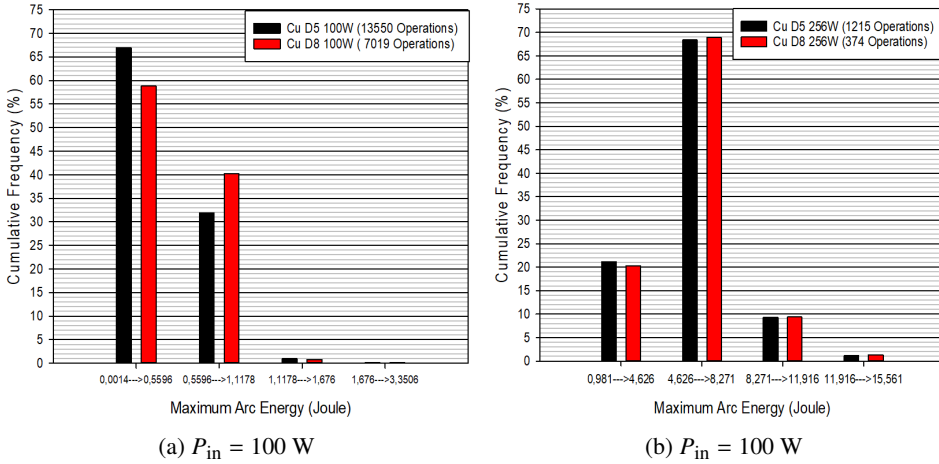 75
70
65
60
55
50
45
40
35
30
25
20
15
10
5
0
Cumulative Frequency (%)
Cu D5 100W (13550 Operations)
Cu D8 100W ( 7019 Operations)
0,0014--->0,5596 0,5596--->1,1178 1,1178--->1,676 1,676--->3,3506
Maximum Arc Energy (Joule)
(a) P_in = 100 W
75
70
65
60
55
50
45
40
35
30
25
20
15
10
5
0
Cumulative Frequency (%)
Cu D5 256W (1215 Operations)
Cu D8 256W (374 Operations)
0,981--->4,626 4,626--->8,271 8,271--->11,916 11,916--->15,561
Maximum Arc Energy (Joule)
(b) P_in = 100 W